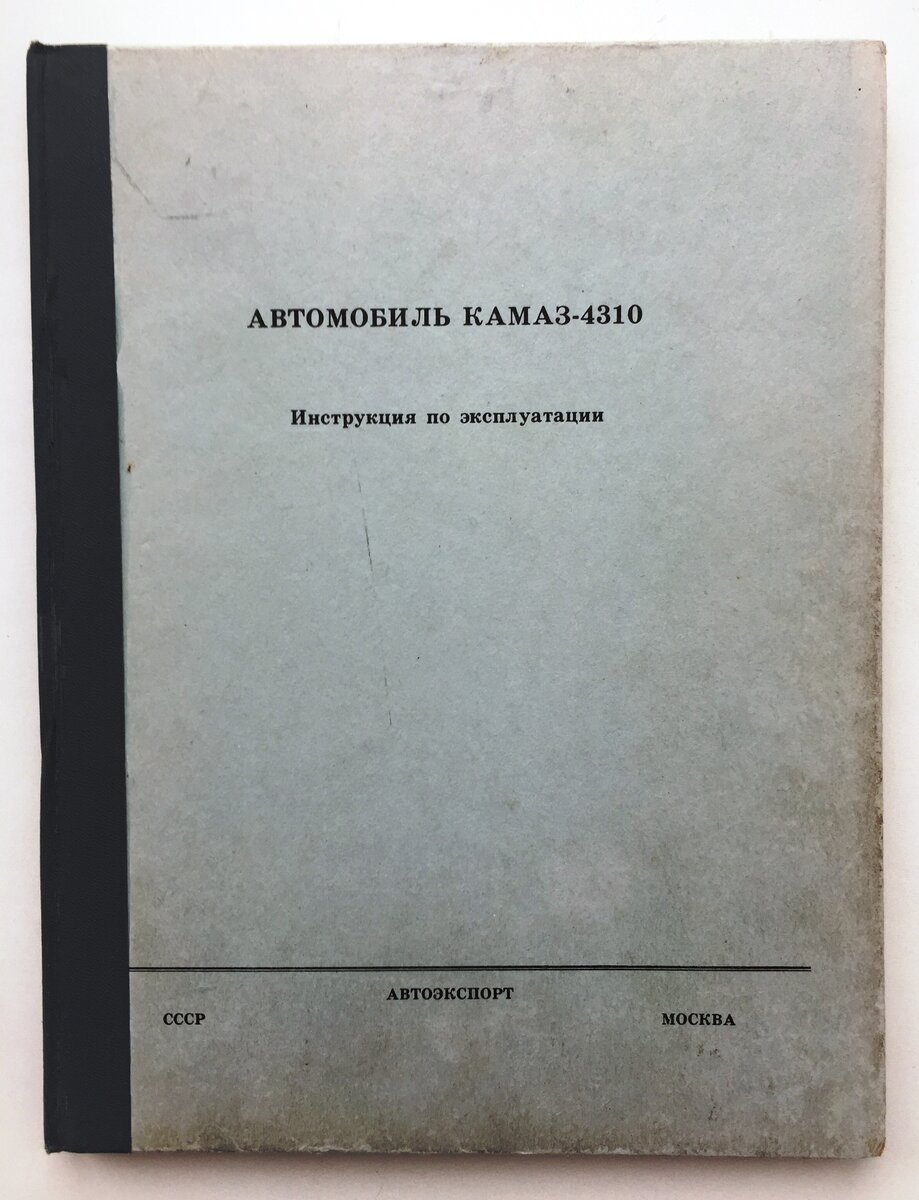 АВТОМОБИЛЬ КАМАЗ-4310
Инструкция по эксплуатации
АВТОЭКСПОРТ
СССР МОСКВА